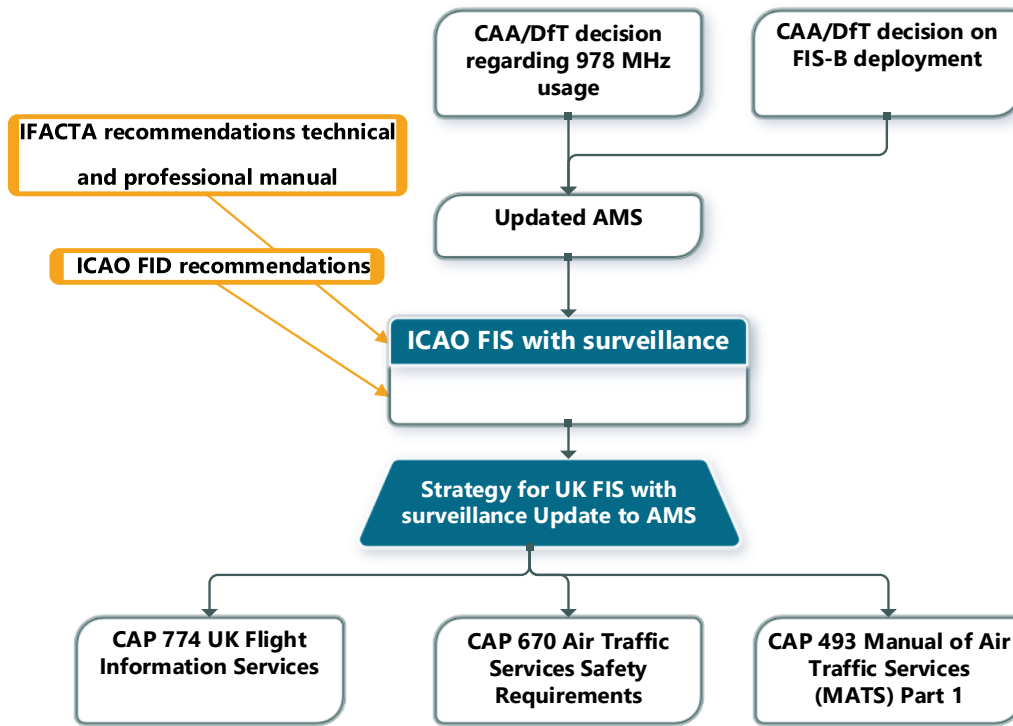 CAA/DfT decision
regarding 978 MHz
usage
CAA/DfT decision on
FIS-B deployment
IFACTA recommendations technical
and professional manual
Updated AMS
ICAO FID recommendations
ICAO FIS with surveillance
Strategy for UK FIS with
surveillance Update to AMS
CAP 774 UK Flight
Information Services
CAP 670 Air Traffic
Services Safety
Requirements
CAP 493 Manual of Air
Traffic Services
(MATS) Part 1